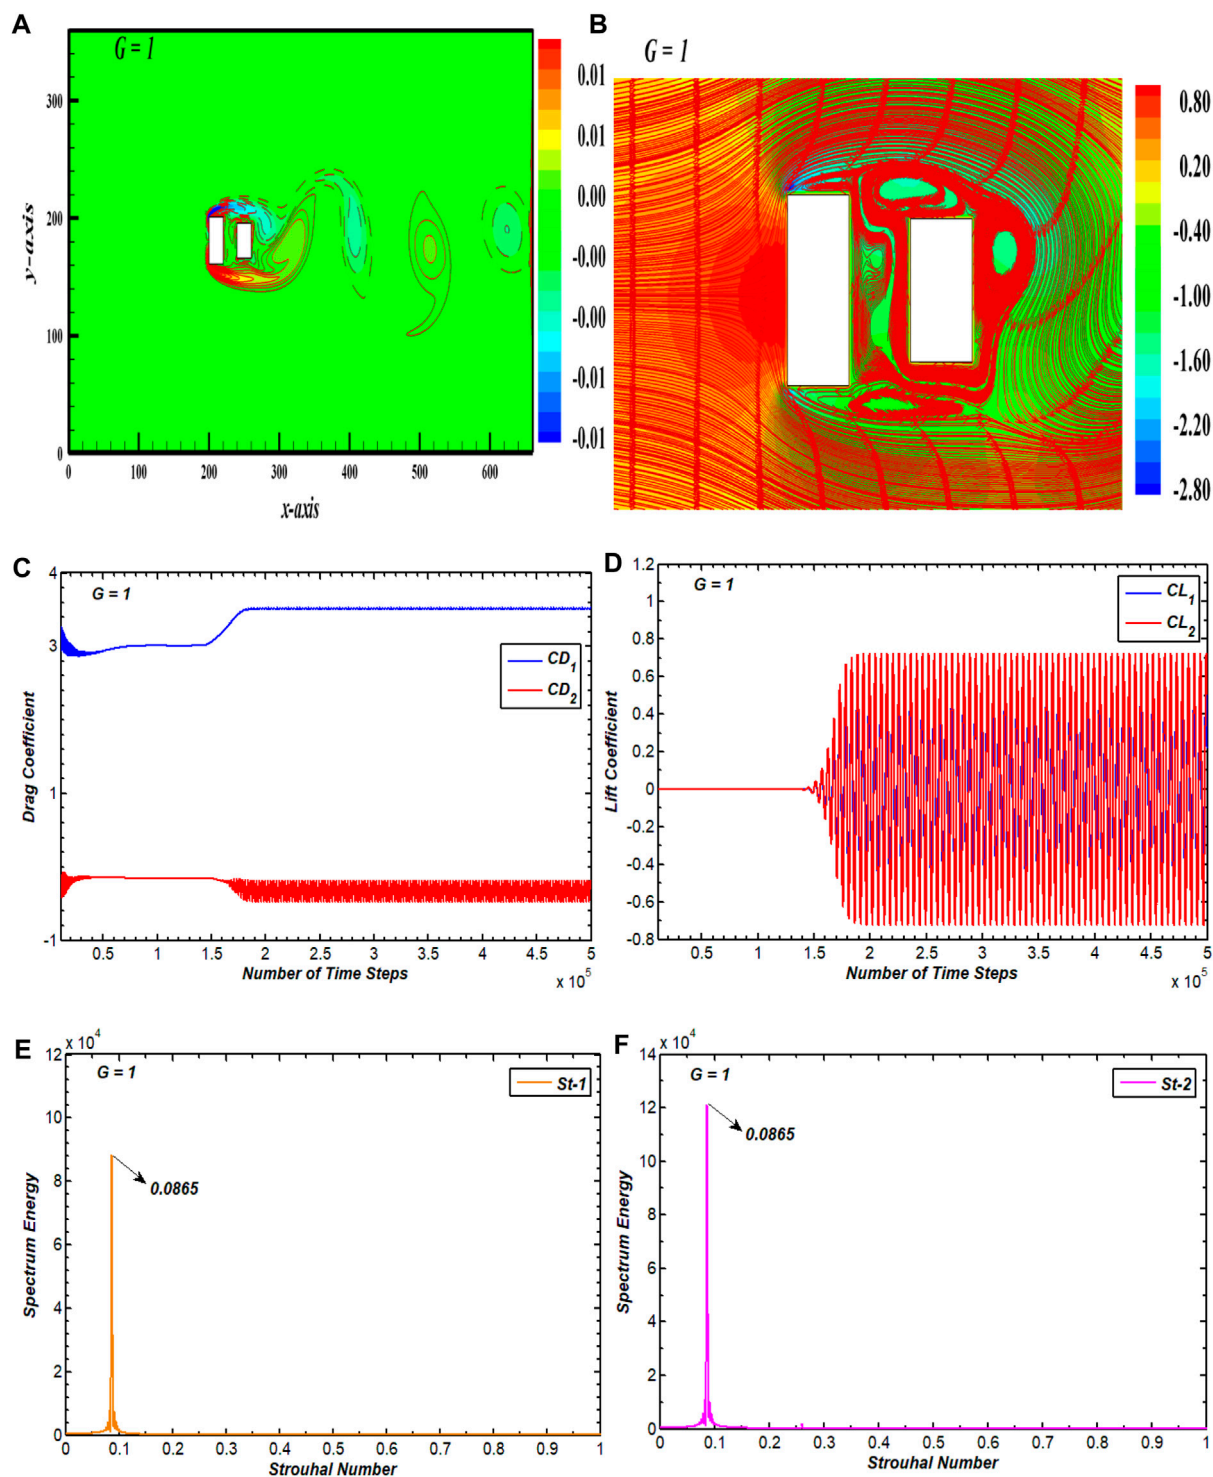 A
G = 1
0.01
0.01
0.00
-0.00
-0.00
-0.01
-0.01
300
200
100
0
y-axis
0 100 200 300 400 500 600
x-axis
B
G = 1
0.80
0.20
-0.40
-1.00
-1.60
-2.20
-2.80
C
G = 1
4
3
1
-1
Drag Coefficient
CD1
CD2
0.5 1 1.5 2 2.5 3 3.5 4 4.5 5
Number of Time Steps
× 10^5
D
G = 1
1.2
1
0.8
0.6
0.4
0.2
0
-0.2
-0.4
-0.6
-0.8
Lift Coefficient
CL1
CL2
0.5 1 1.5 2 2.5 3 3.5 4 4.5 5
Number of Time Steps
× 10^5
E
× 10^4
G = 1
12
10
8
6
4
2
0
Spectrum Energy
St-1
0.0865
0 0.1 0.2 0.3 0.4 0.5 0.6 0.7 0.8 0.9 1
Strouhal Number
F
× 10^4
G = 1
14
12
10
8
6
4
2
0
Spectrum Energy
St-2
0.0865
0 0.1 0.2 0.3 0.4 0.5 0.6 0.7 0.8 0.9 1
Strouhal Number